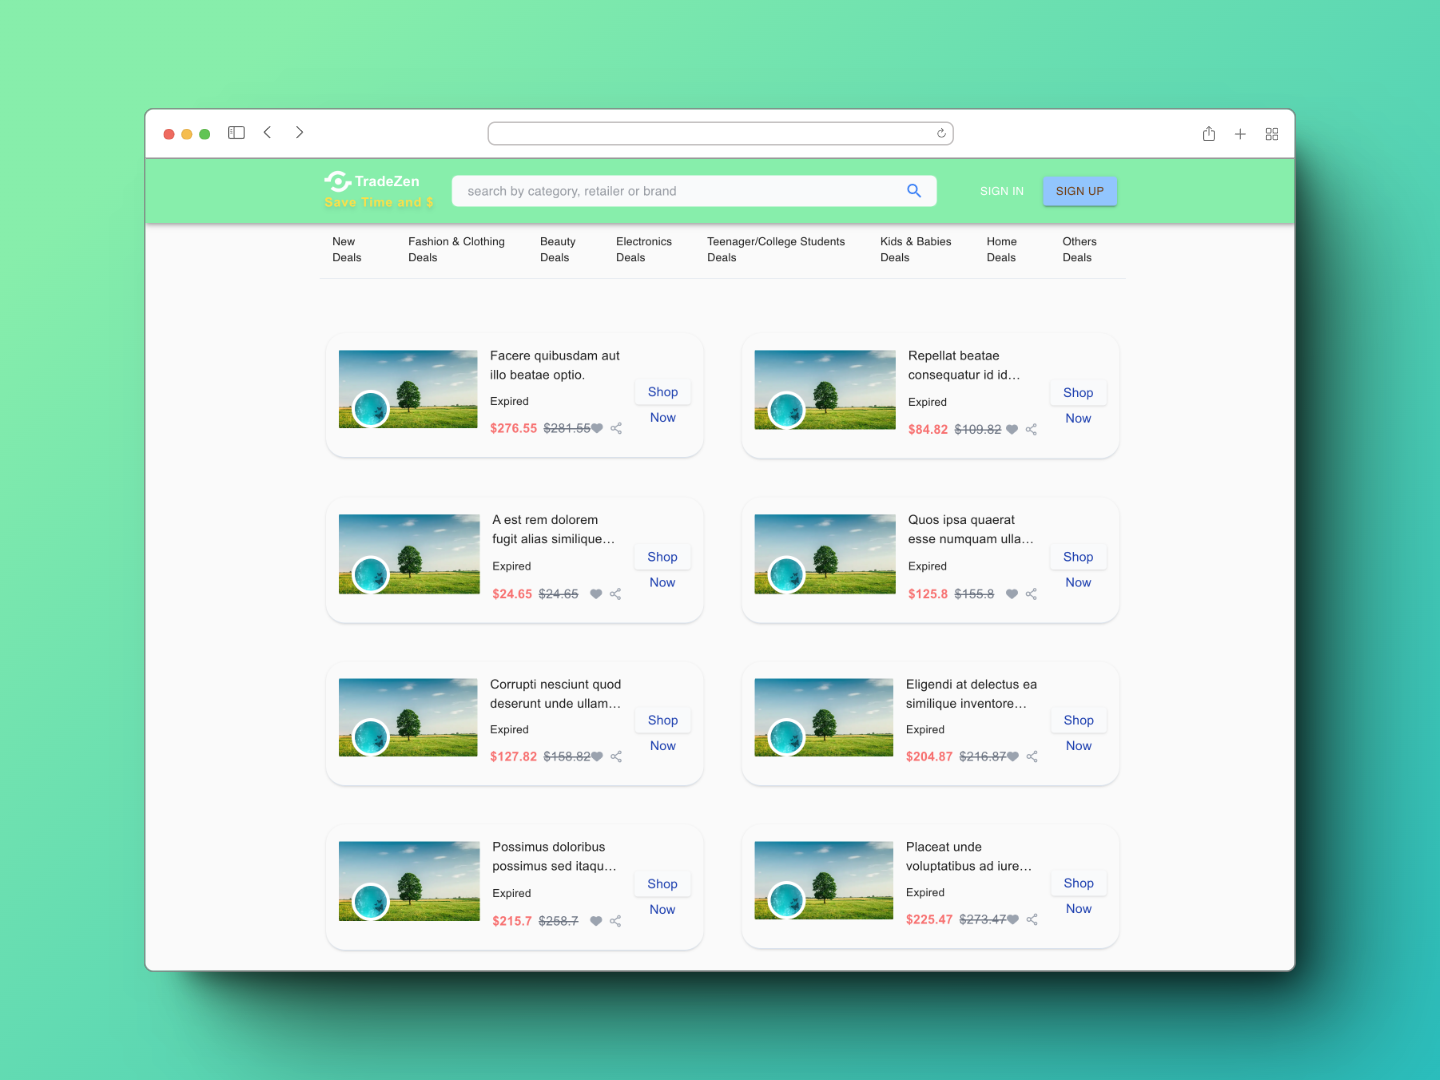 TradeZen
Save Time and $
search by category, retailer or brand
SIGN IN
SIGN UP
New
Deals
Fashion & Clothing
Deals
Beauty
Deals
Electronics
Deals
Teenager/College Students
Deals
Kids & Babies
Deals
Home
Deals
Others
Deals
Facere quibusdam aut
illo beatae optio.
Expired
$276.55 $281.55
Shop
Now
Repellat beatae
consequatur id id…
Expired
$84.82 $109.82
Shop
Now
A est rem dolorem
fugit alias similique…
Expired
$24.65 $24.65
Shop
Now
Quos ipsa quaerat
esse numquam ulla…
Expired
$125.8 $155.8
Shop
Now
Corrupti nesciunt quod
deserunt unde ullam…
Expired
$127.82 $158.82
Shop
Now
Eligendi at delectus ea
similique inventore…
Expired
$204.87 $216.87
Shop
Now
Possimus doloribus
possimus sed itaqu…
Expired
$215.7 $258.7
Shop
Now
Placeat unde
voluptatibus ad iure…
Expired
$225.47 $273.47
Shop
Now